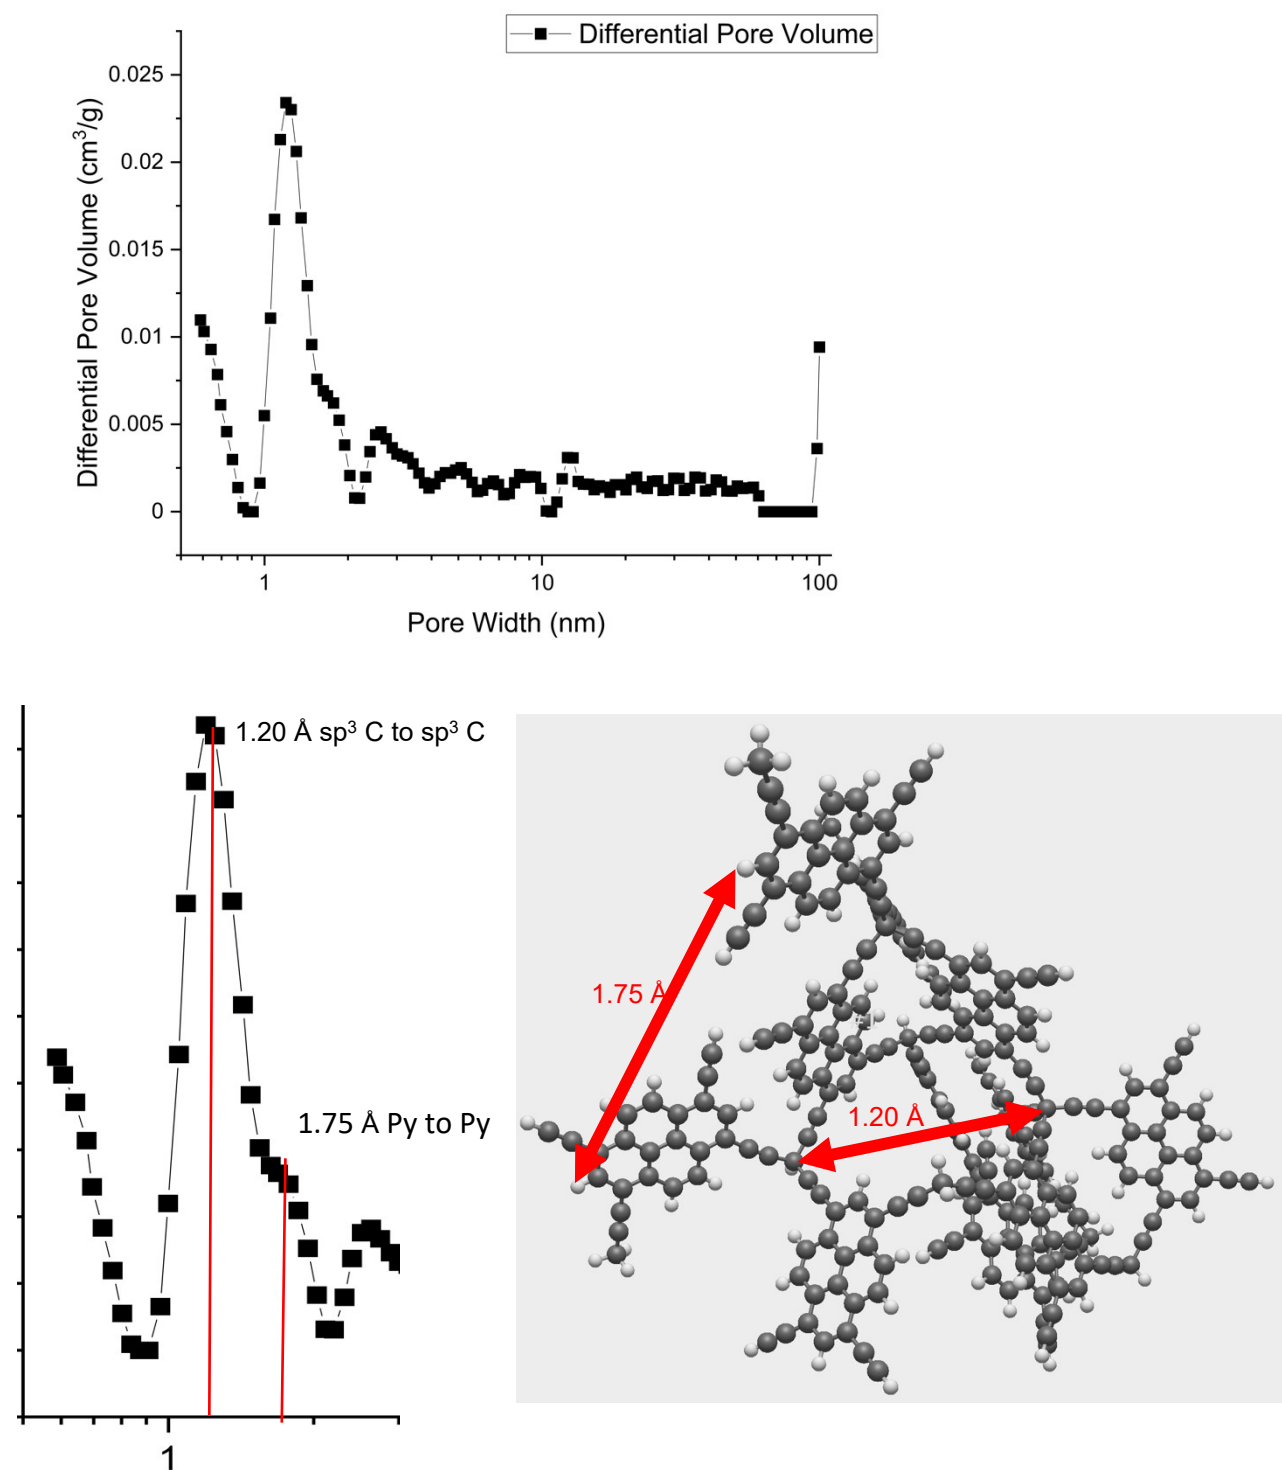 Differential Pore Volume
Differential Pore Volume (cm³/g)
0.025
0.02
0.015
0.01
0.005
0
1
10
100
Pore Width (nm)
1.20 Å sp³ C to sp³ C
1.75 Å Py to Py
1
1.75 Å
1.20 Å